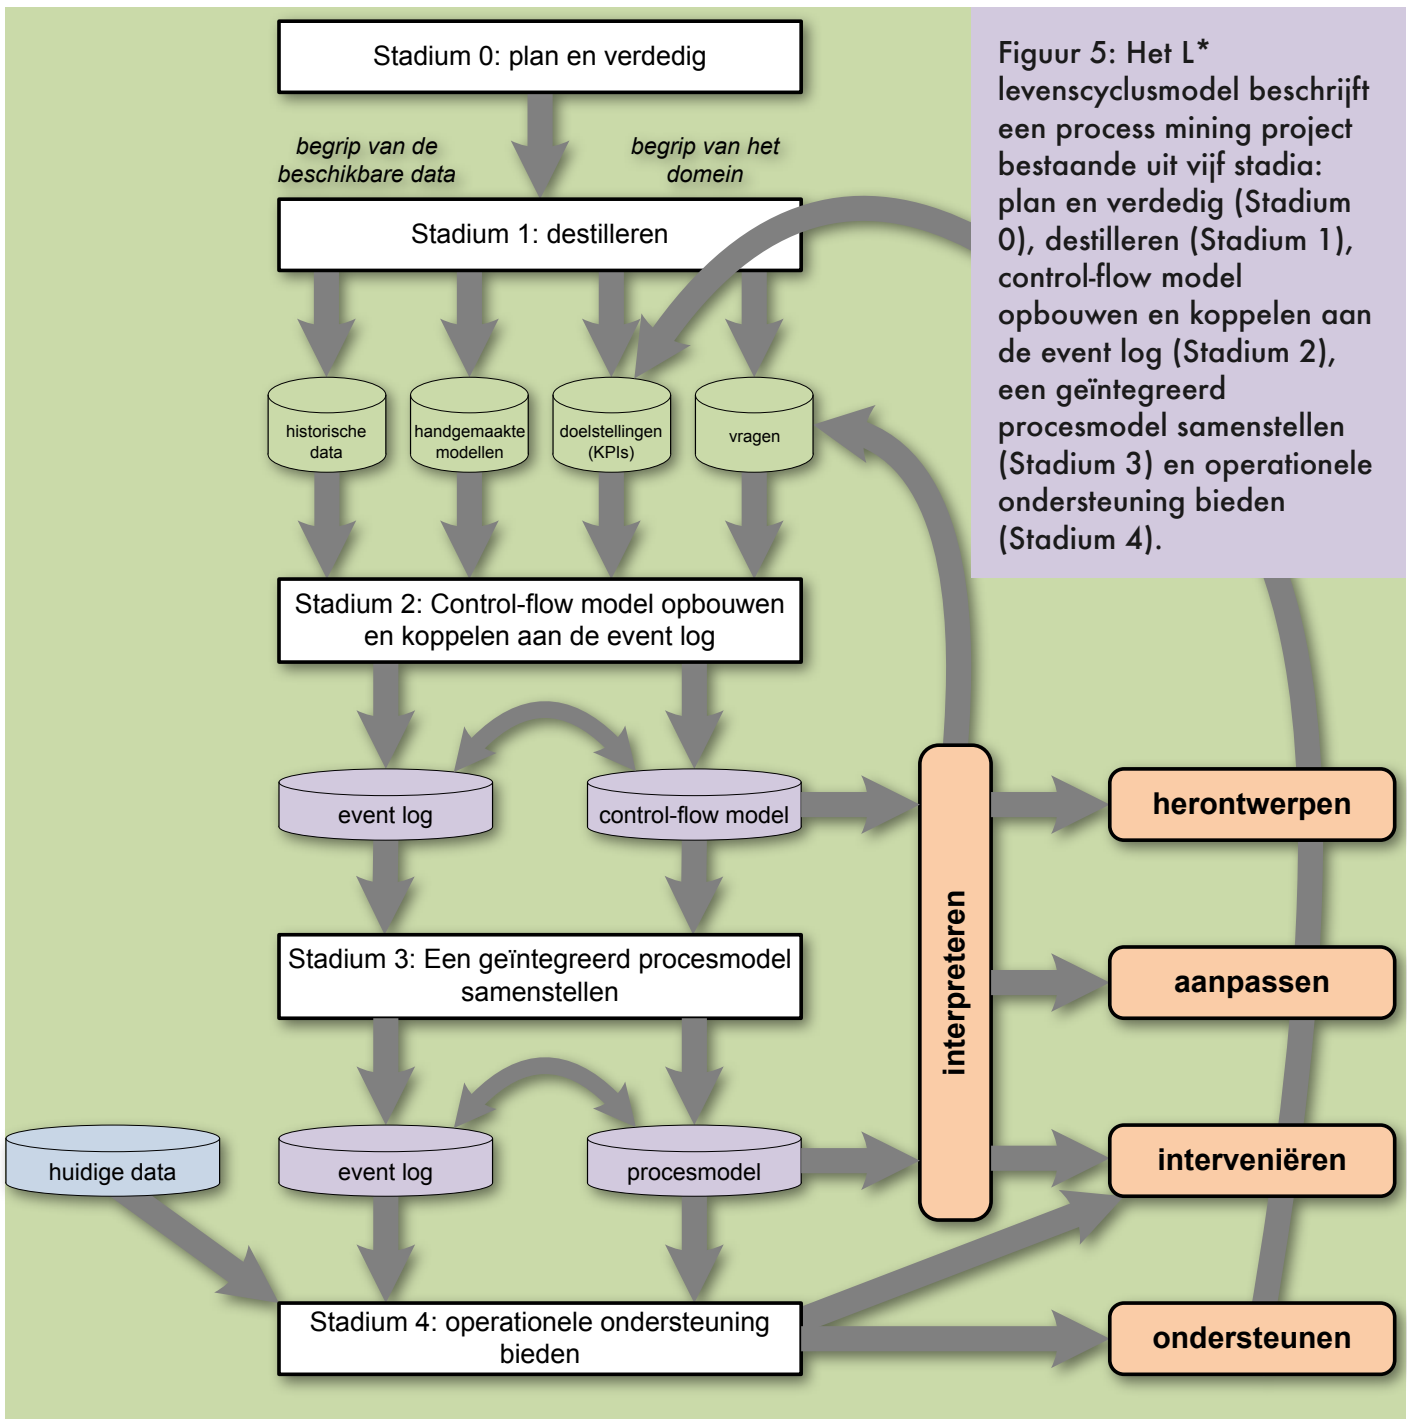 Stadium 0: plan en verdedig
Figuur 5: Het L*
levenscyclusmodel beschrijft
een process mining project
bestaande uit vijf stadia:
plan en verdedig (Stadium
0), destilleren (Stadium 1),
control-flow model
opbouwen en koppelen aan
de event log (Stadium 2),
een geïntegreerd
procesmodel samenstellen
(Stadium 3) en operationele
ondersteuning bieden
(Stadium 4).
begrip van de
beschikbare data
begrip van het
domein
Stadium 1: destilleren
historische
data
handgemaakte
modellen
doelstellingen
(KPIs)
vragen
Stadium 2: Control-flow model opbouwen
en koppelen aan de event log
event log
control-flow model
interpreteren
herontwerpen
Stadium 3: Een geïntegreerd procesmodel
samenstellen
aanpassen
huidige data
event log
procesmodel
interveniëren
Stadium 4: operationele ondersteuning
bieden
ondersteunen